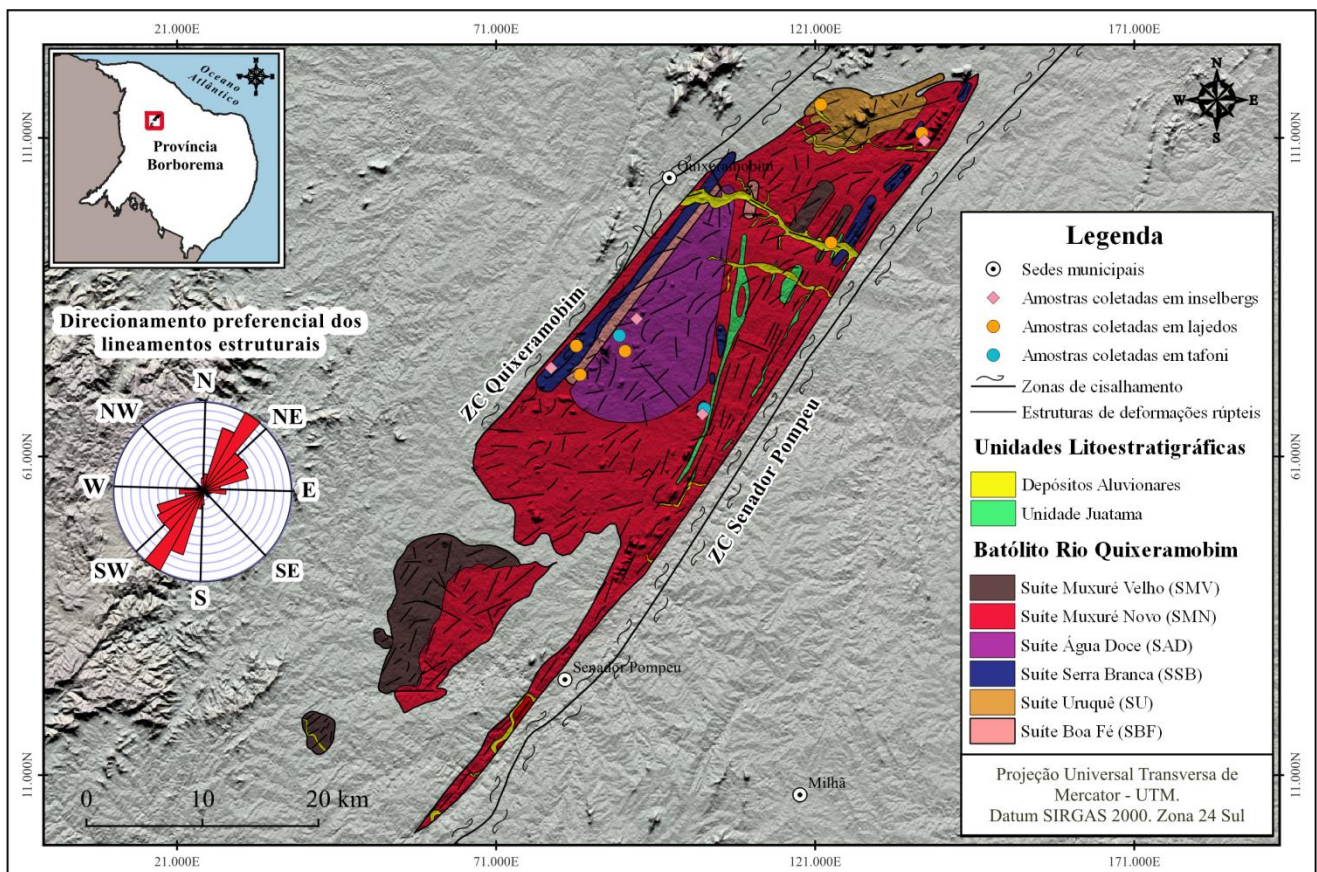 21.000E
71.000E
121.000E
171.000E
111.000N
61.000N
11.000N
111.000N
61.000N
11.000N
Oceano
Atlântico
N
W
E
S
Província
Borborema
N
W
E
S
Quixeramobim
ZC Quixeramobim
ZC Senador Pompeu
Senador Pompeu
Milhã
Direcionamento preferencial dos
lineamentos estruturais
N
NW
NE
W
E
SW
SE
S
0
10
20 km
Legenda
Sedes municipais
Amostras coletadas em inselbergs
Amostras coletadas em lajedos
Amostras coletadas em tafoni
Zonas de cisalhamento
Estruturas de deformações rúpteis
Unidades Litoestratigráficas
Depósitos Aluvionares
Unidade Juatama
Batólito Rio Quixeramobim
Suíte Muxuré Velho (SMV)
Suíte Muxuré Novo (SMN)
Suíte Água Doce (SAD)
Suíte Serra Branca (SSB)
Suíte Uruquê (SU)
Suíte Boa Fé (SBF)
Projeção Universal Transversa de
Mercator - UTM.
Datum SIRGAS 2000. Zona 24 Sul
21.000E
71.000E
121.000E
171.000E